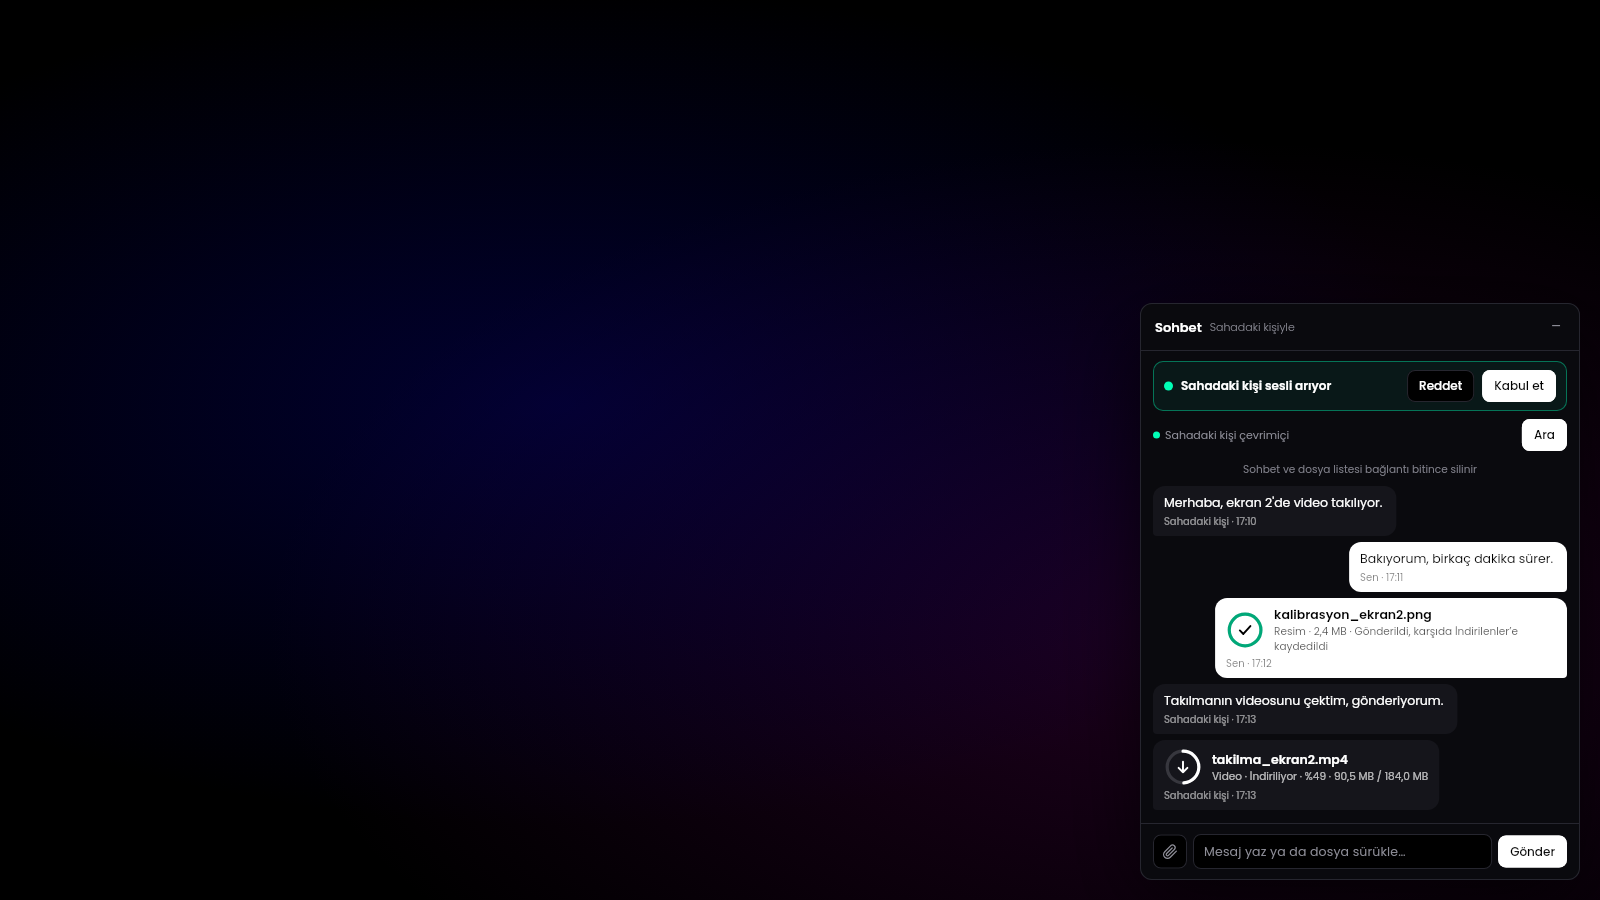 Sohbet Sahadaki kişiyle
Sahadaki kişi sesli arıyor
Reddet
Kabul et
Sahadaki kişi çevrimiçi
Ara
Sohbet ve dosya listesi bağlantı bitince silinir
Merhaba, ekran 2'de video takılıyor.
Sahadaki kişi · 17:10
Bakıyorum, birkaç dakika sürer.
Sen · 17:11
kalibrasyon_ekran2.png
Resim · 2,4 MB · Gönderildi, karşıda İndirilenler'e
kaydedildi
Sen · 17:12
Takılmanın videosunu çektim, gönderiyorum.
Sahadaki kişi · 17:13
takilma_ekran2.mp4
Video · İndiriliyor · %49 · 90,5 MB / 184,0 MB
Sahadaki kişi · 17:13
Mesaj yaz ya da dosya sürükle…
Gönder